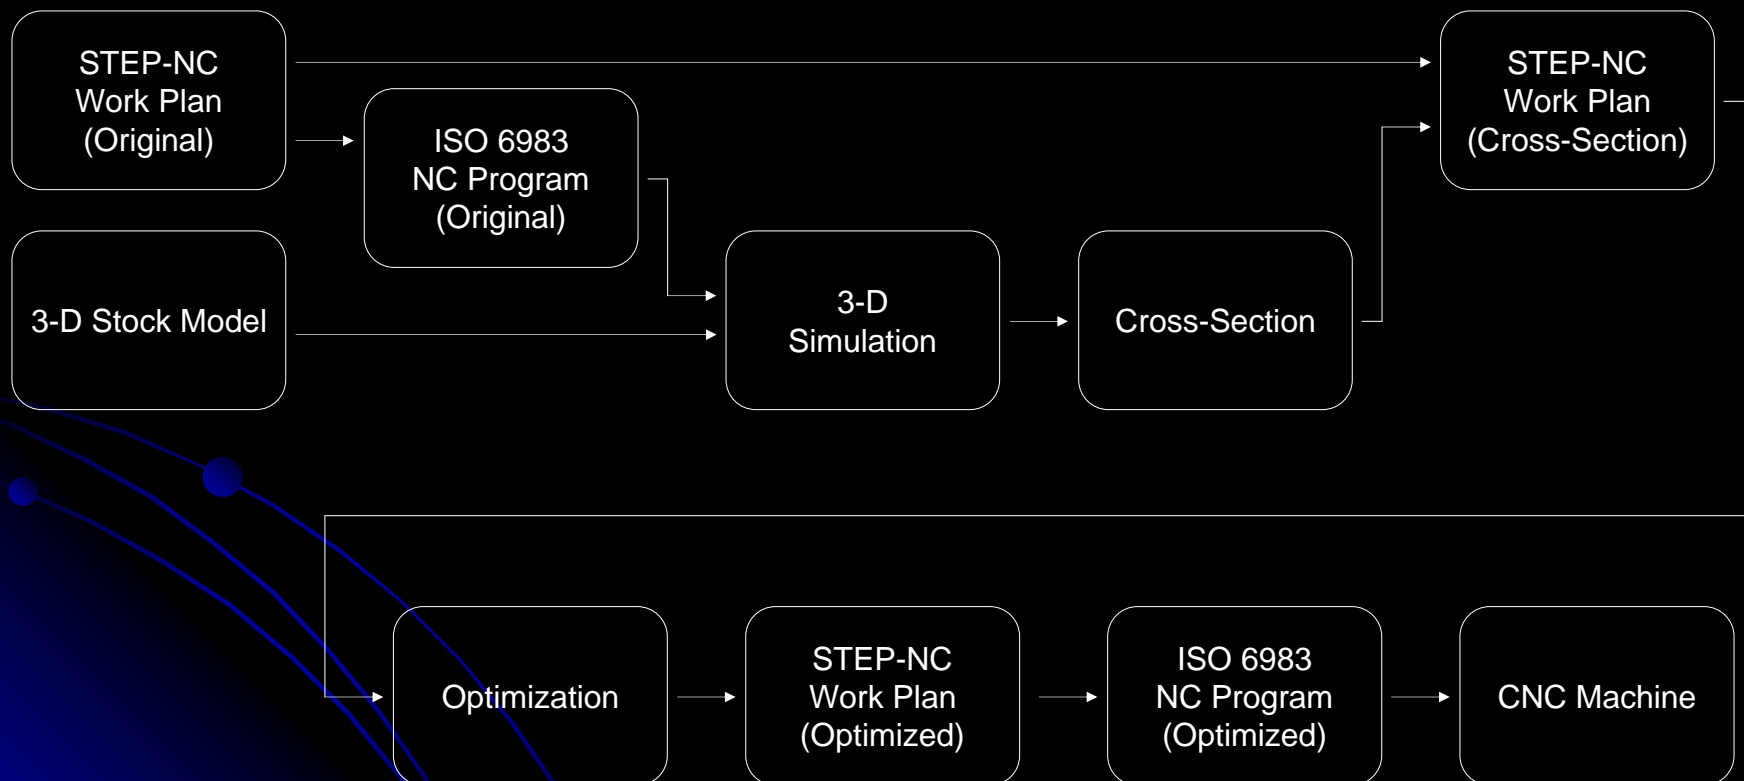 STEP-NC
Work Plan
(Original)
ISO 6983
NC Program
(Original)
STEP-NC
Work Plan
(Cross-Section)
3-D Stock Model
3-D
Simulation
Cross-Section
Optimization
STEP-NC
Work Plan
(Optimized)
ISO 6983
NC Program
(Optimized)
CNC Machine